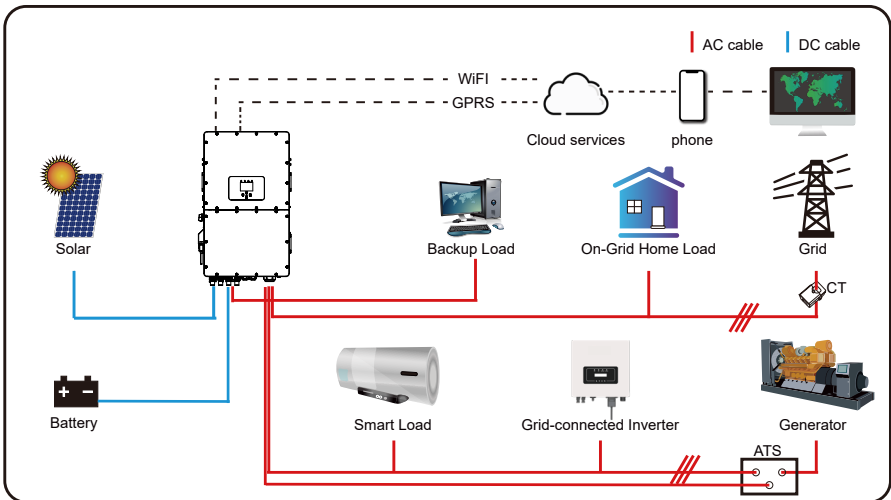 AC cable
DC cable
WiFI
GPRS
Cloud services
phone
Solar
Backup Load
On-Grid Home Load
Grid
CT
Battery
Smart Load
Grid-connected Inverter
Generator
ATS